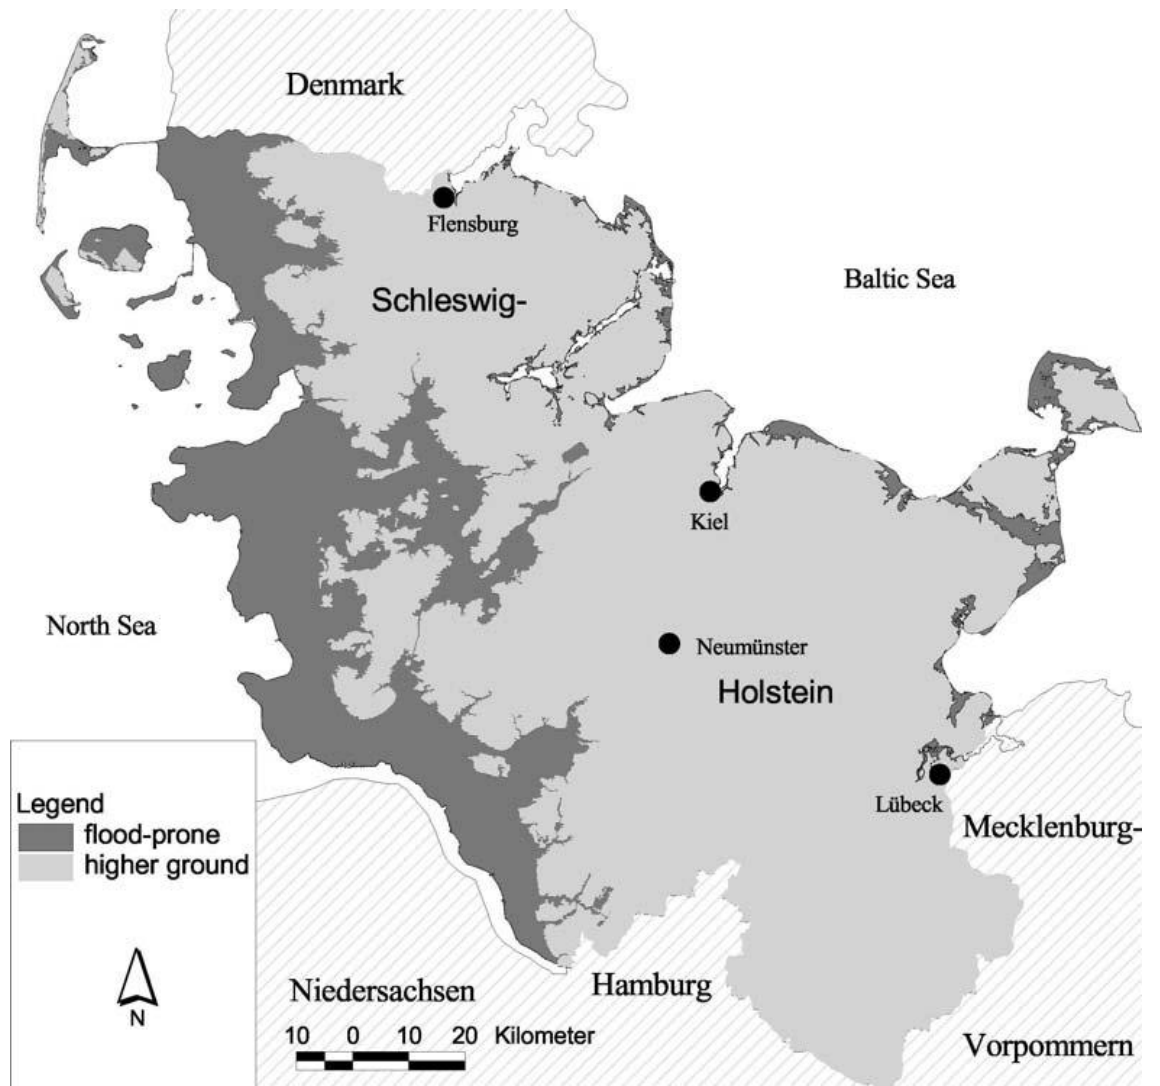 Denmark
Flensburg
Baltic Sea
Schleswig-
Kiel
North Sea
Neumünster
Holstein
Legend
flood-prone
higher ground
Lübeck
Mecklenburg-
N
Niedersachsen
Hamburg
10 0 10 20 Kilometer
Vorpommern